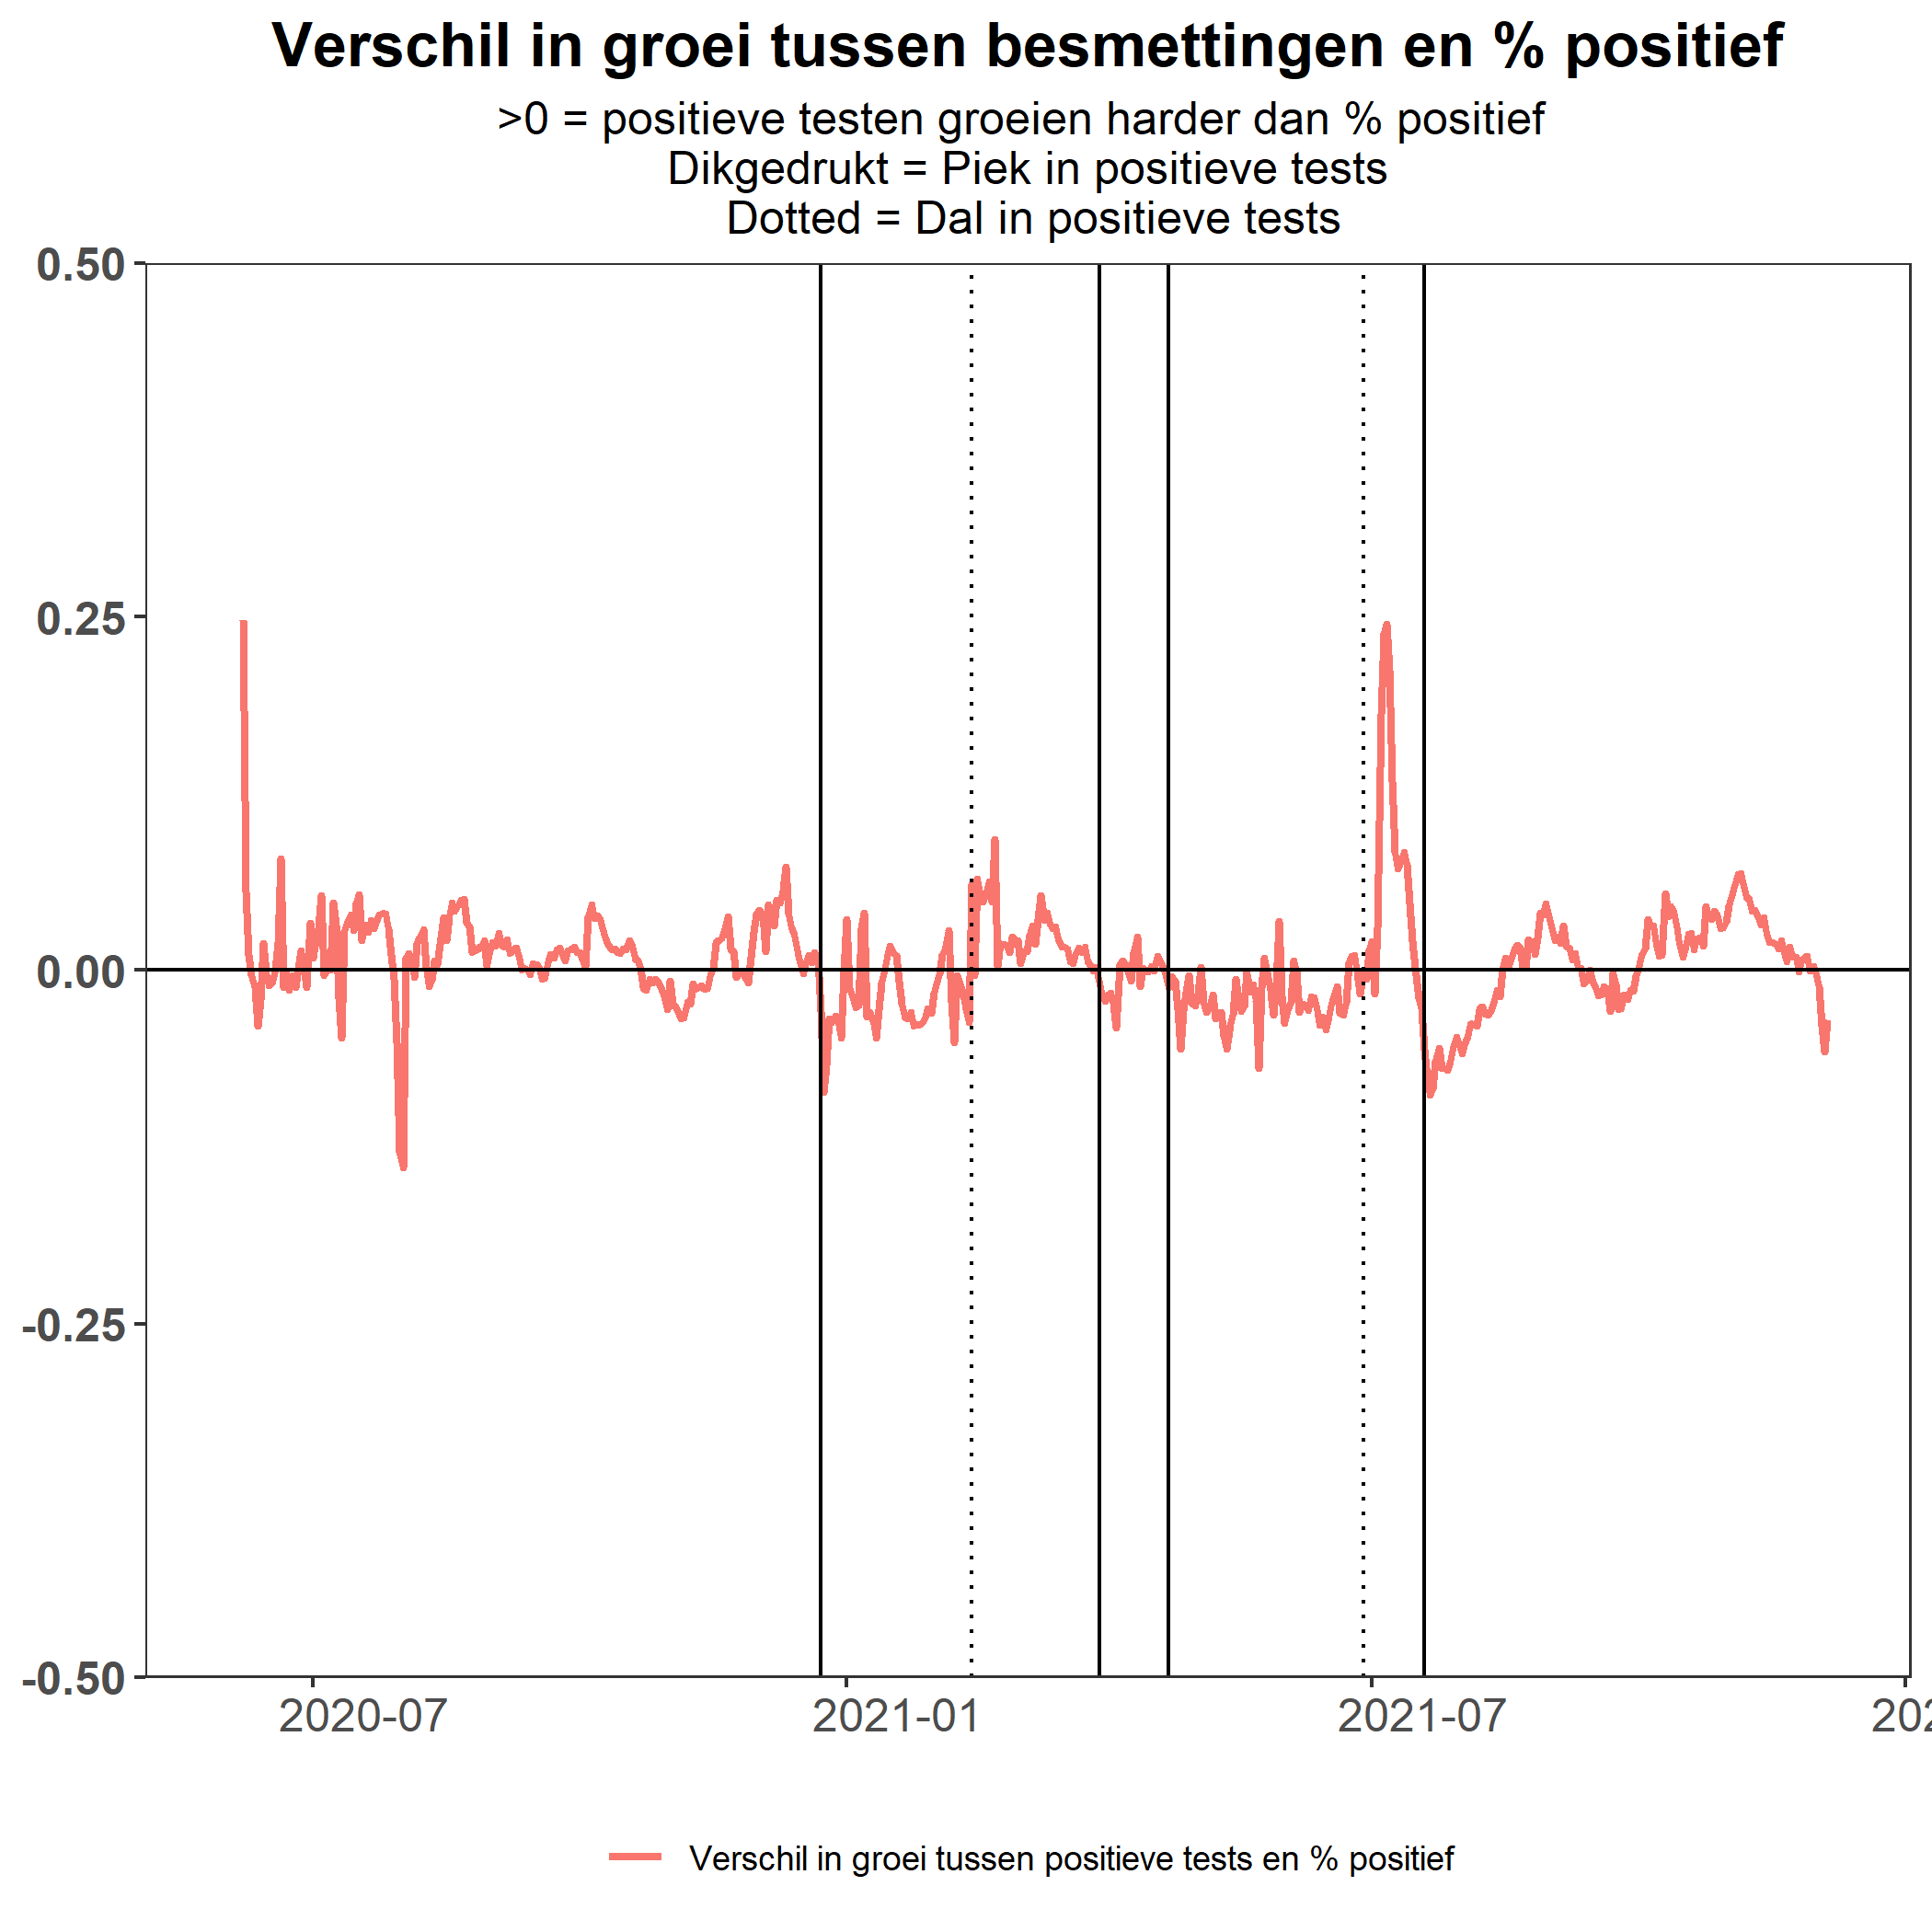 Verschil in groei tussen besmettingen en % positief
>0 = positieve testen groeien harder dan % positief
Dikgedrukt = Piek in positieve tests
Dotted = Dal in positieve tests
0.50
0.25
0.00
-0.25
-0.50
2020-07
2021-01
2021-07
202
Verschil in groei tussen positieve tests en % positief